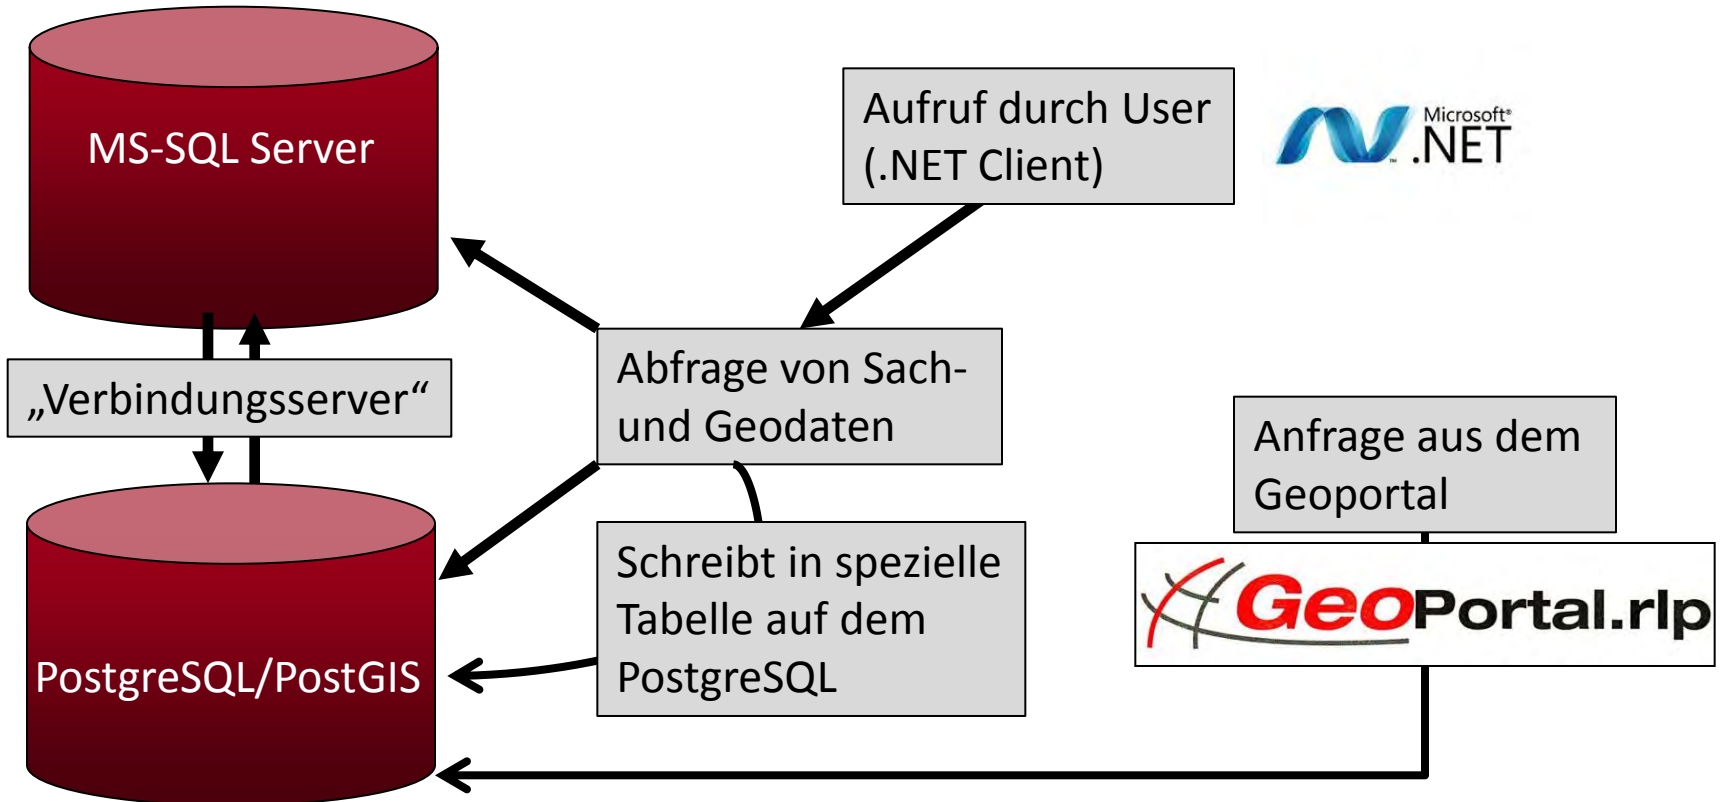 MS-SQL Server
Aufruf durch User
(.NET Client)
Microsoft®
.NET
™
„Verbindungsserver“
Abfrage von Sach-
und Geodaten
Anfrage aus dem
Geoportal
Schreibt in spezielle
Tabelle auf dem
PostgreSQL
GeoPortal.rlp
PostgreSQL/PostGIS